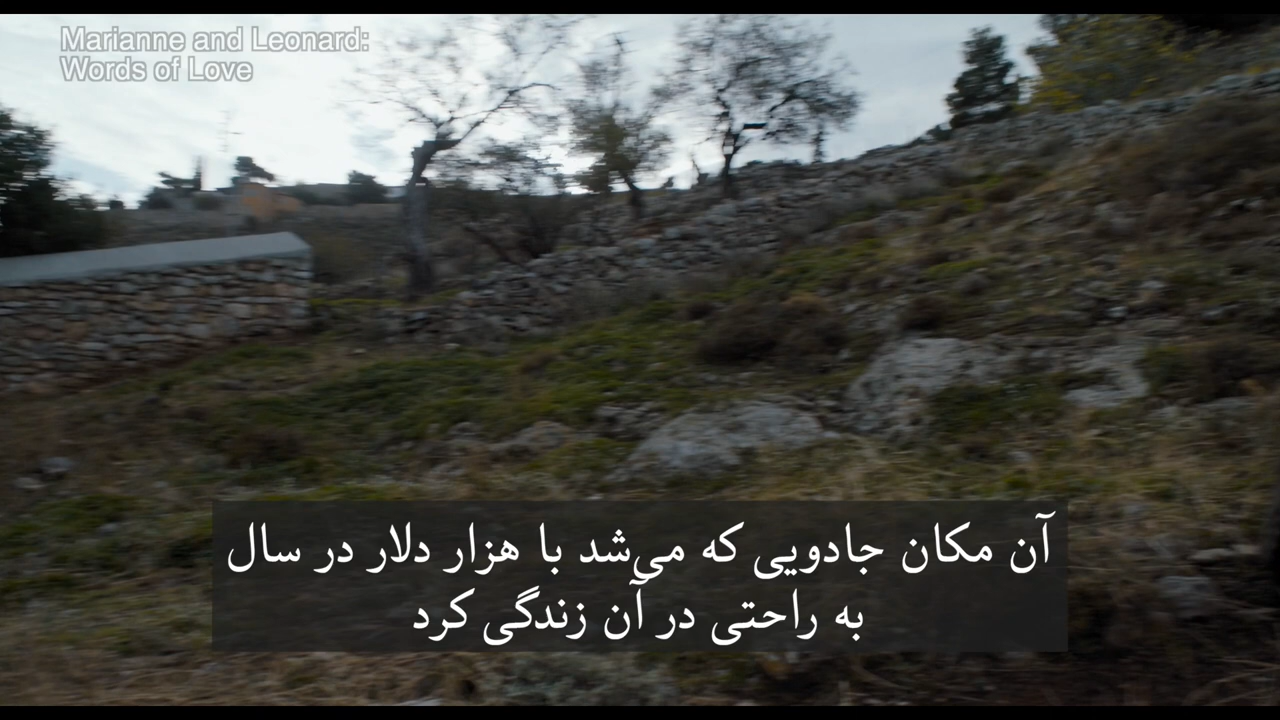 Marianne and Leonard:
Words of Love
آن مکان جادویی که می‌شد با هزار دلار در سال
به راحتی در آن زندگی کرد